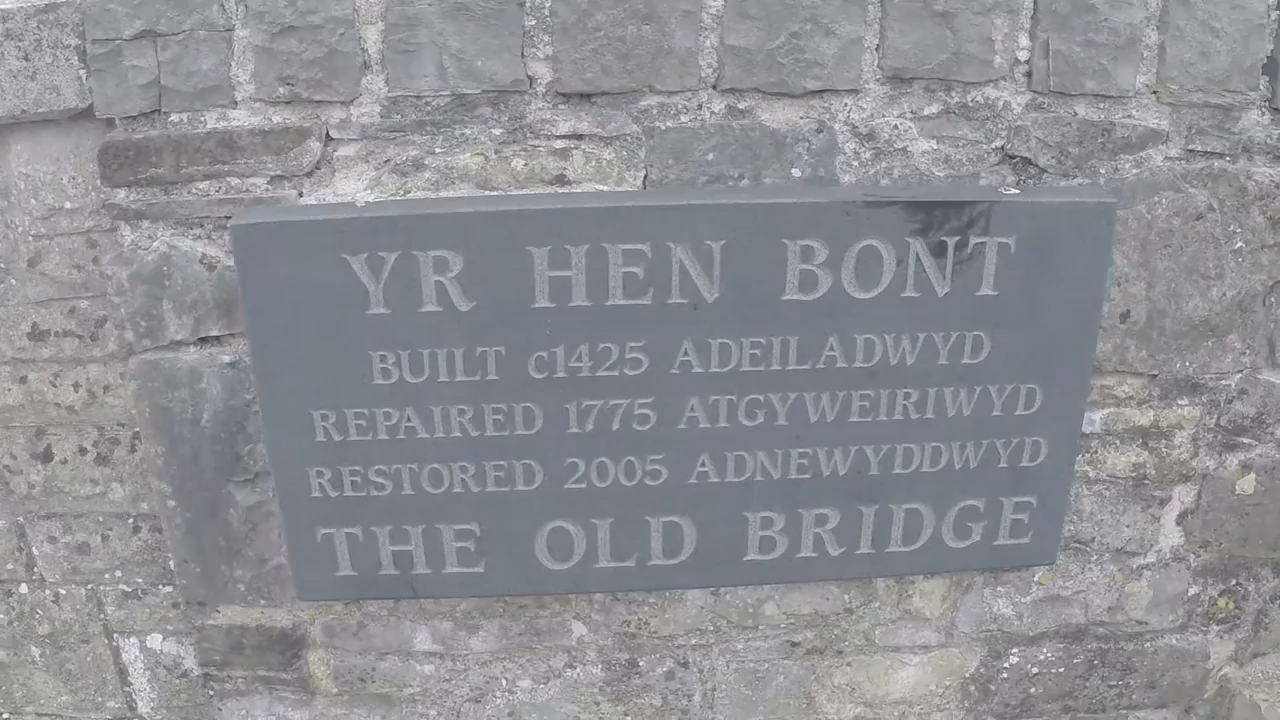 YR HEN BONT
BUILT c1425 ADEILADWYD
REPAIRED 1775 ATGYWEIRIWYD
RESTORED 2005 ADNEWYDDWYD
THE OLD BRIDGE